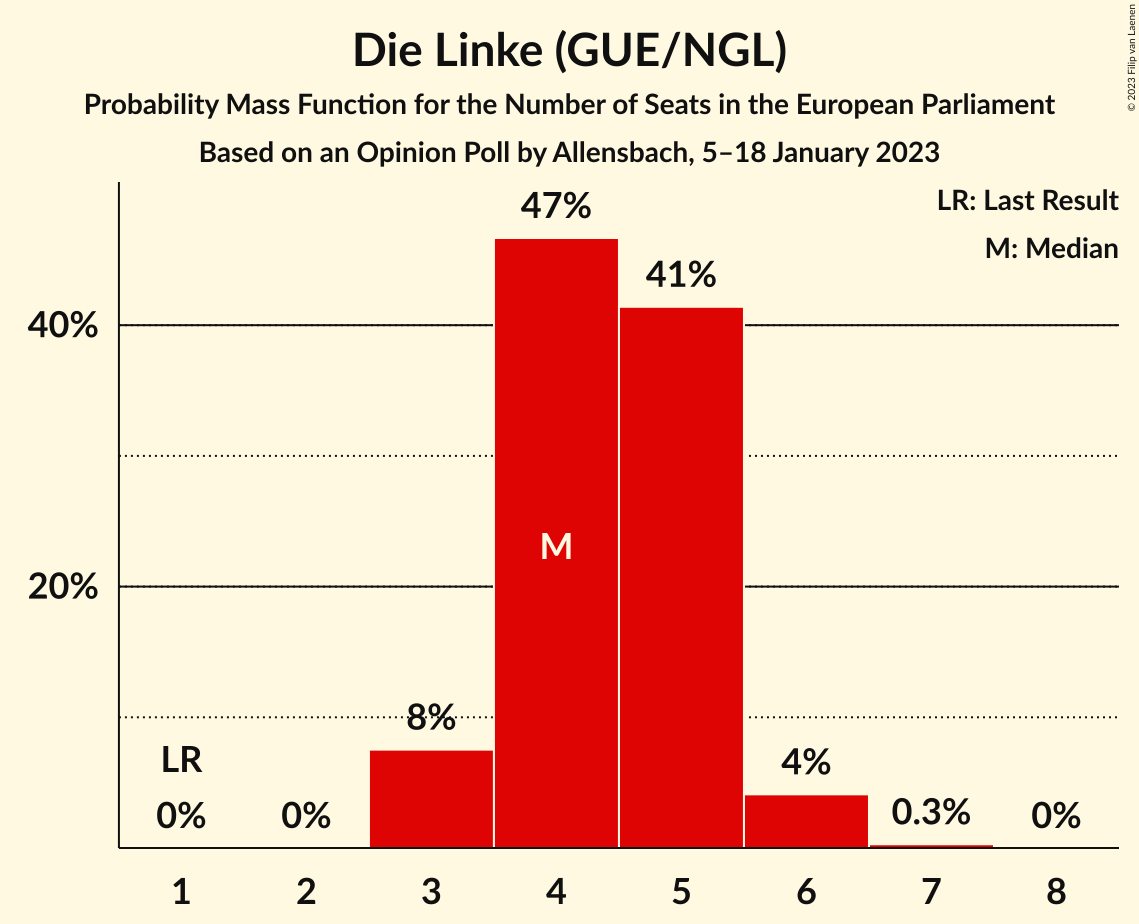 Die Linke (GUE/NGL)
Probability Mass Function for the Number of Seats in the European Parliament
Based on an Opinion Poll by Allensbach, 5–18 January 2023
© 2023 Filip van Laenen
LR: Last Result
M: Median
47%
41%
40%
M
20%
8%
LR
4%
0%
0%
0.3%
0%
1
2
3
4
5
6
7
8